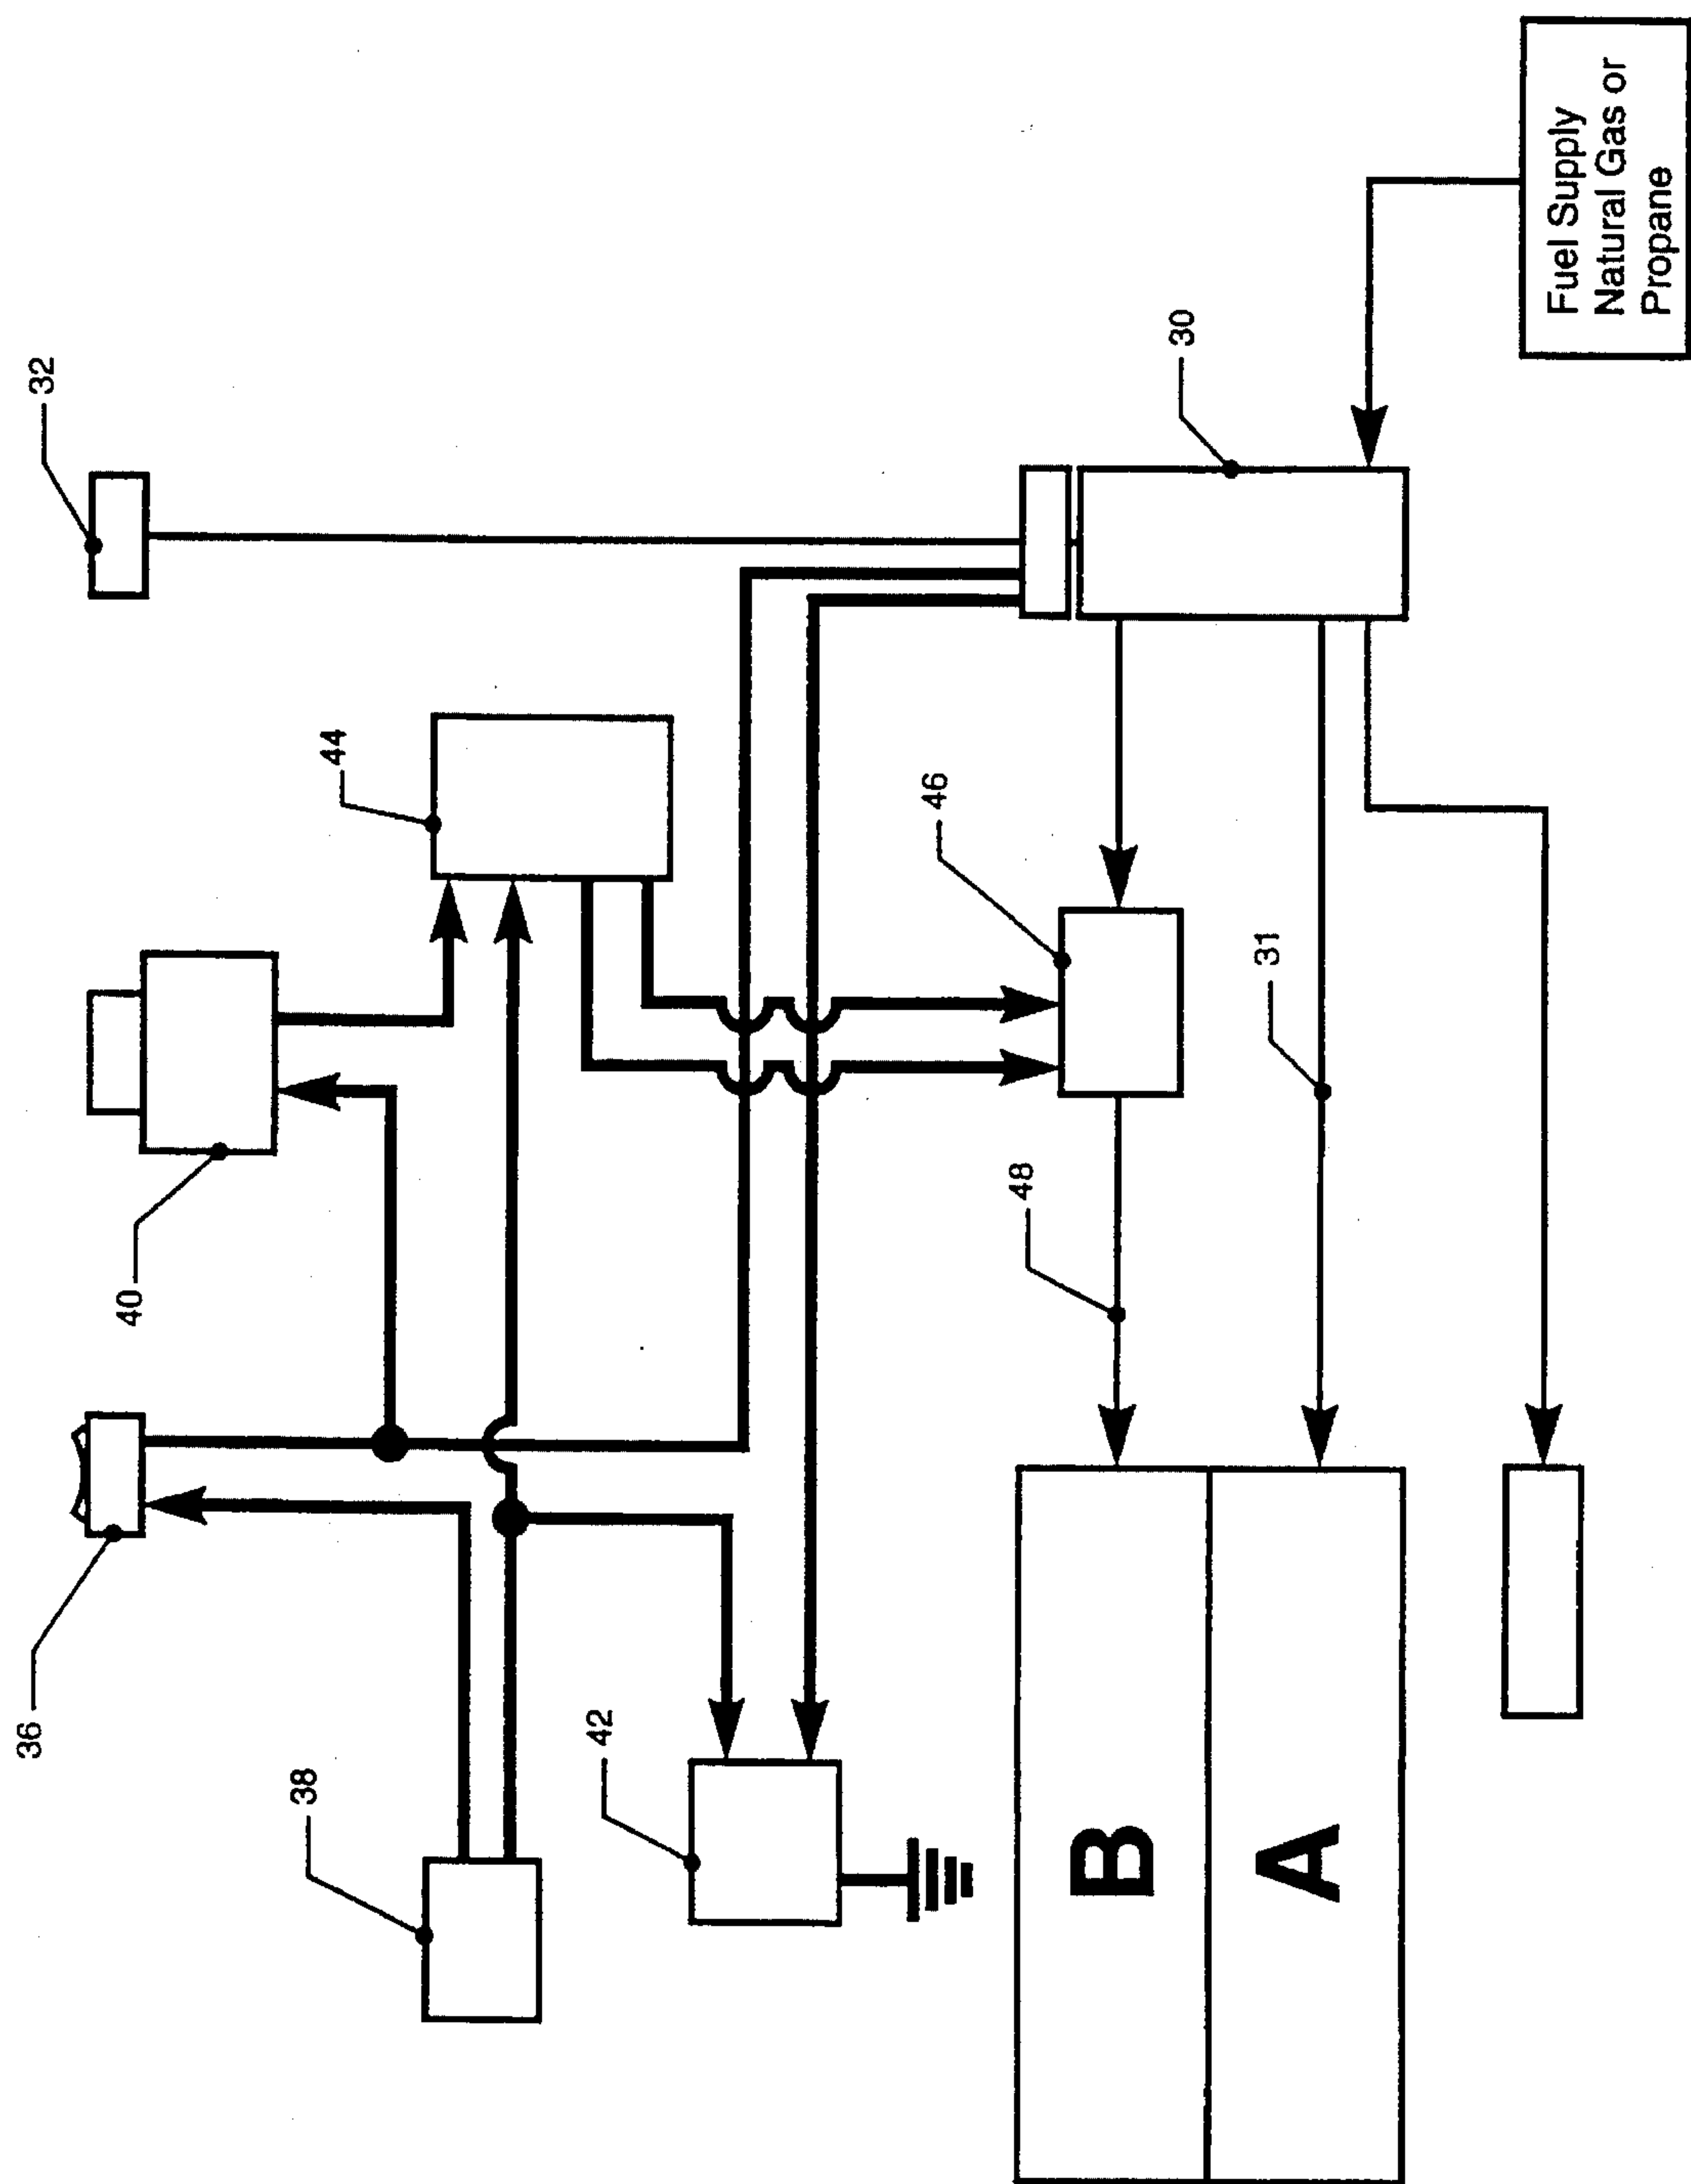 36
38
42
40
44
32
46
48
31
30
B
A
Fuel Supply
Natural Gas or
Propane